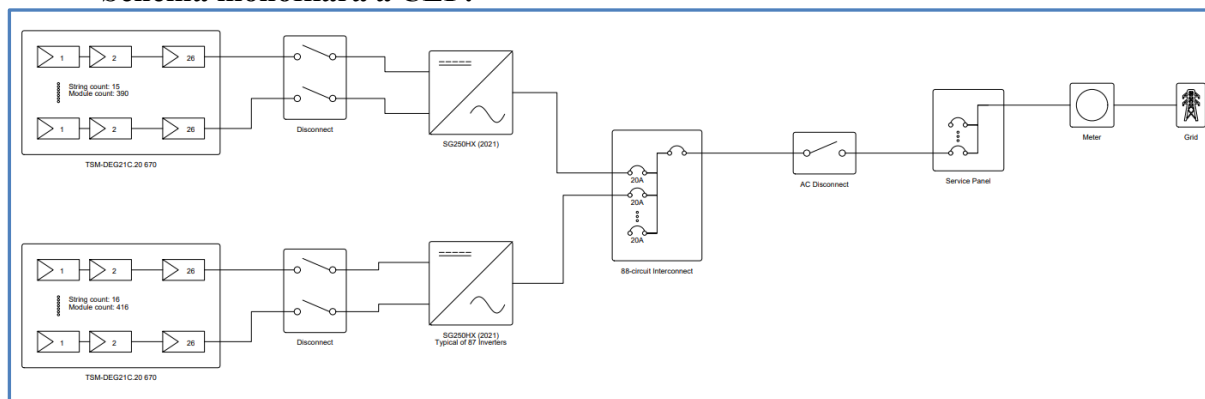 Schema monofilară a CEF:
1 2 26
String count: 15
Module count: 390
1 2 26
TSM-DEG21C.20 670
Disconnect
SG250HX (2021)
20A
20A
20A
88-circuit Interconnect
AC Disconnect
Service Panel
Meter
Grid
1 2 26
String count: 16
Module count: 416
1 2 26
TSM-DEG21C.20 670
Disconnect
SG250HX (2021)
Typical of 87 Inverters